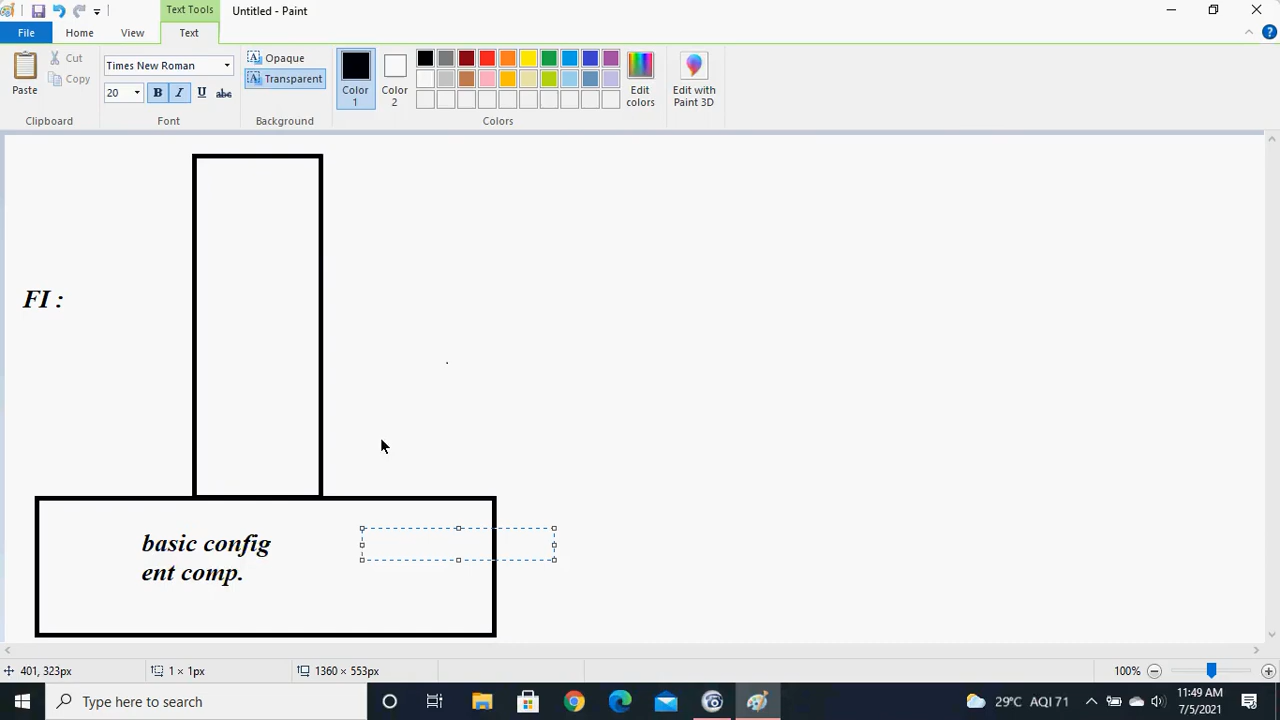 Text Tools
Untitled - Paint
File
Home
View
Text
Paste
Cut
Copy
Clipboard
Times New Roman
20
B I U abc
Font
Opaque
Transparent
Background
Color 1
Color 2
Edit colors
Colors
Edit with Paint 3D
FI :
basic config
ent comp.
401, 323px
1 × 1px
1360 × 553px
100%
Type here to search
29°C AQI 71
11:49 AM
7/5/2021